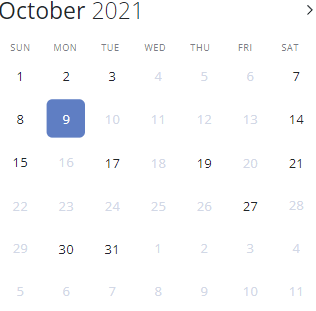 October 2021
SUN MON TUE WED THU FRI SAT
1 2 3 4 5 6 7
8 9 10 11 12 13 14
15 16 17 18 19 20 21
22 23 24 25 26 27 28
29 30 31 1 2 3 4
5 6 7 8 9 10 11